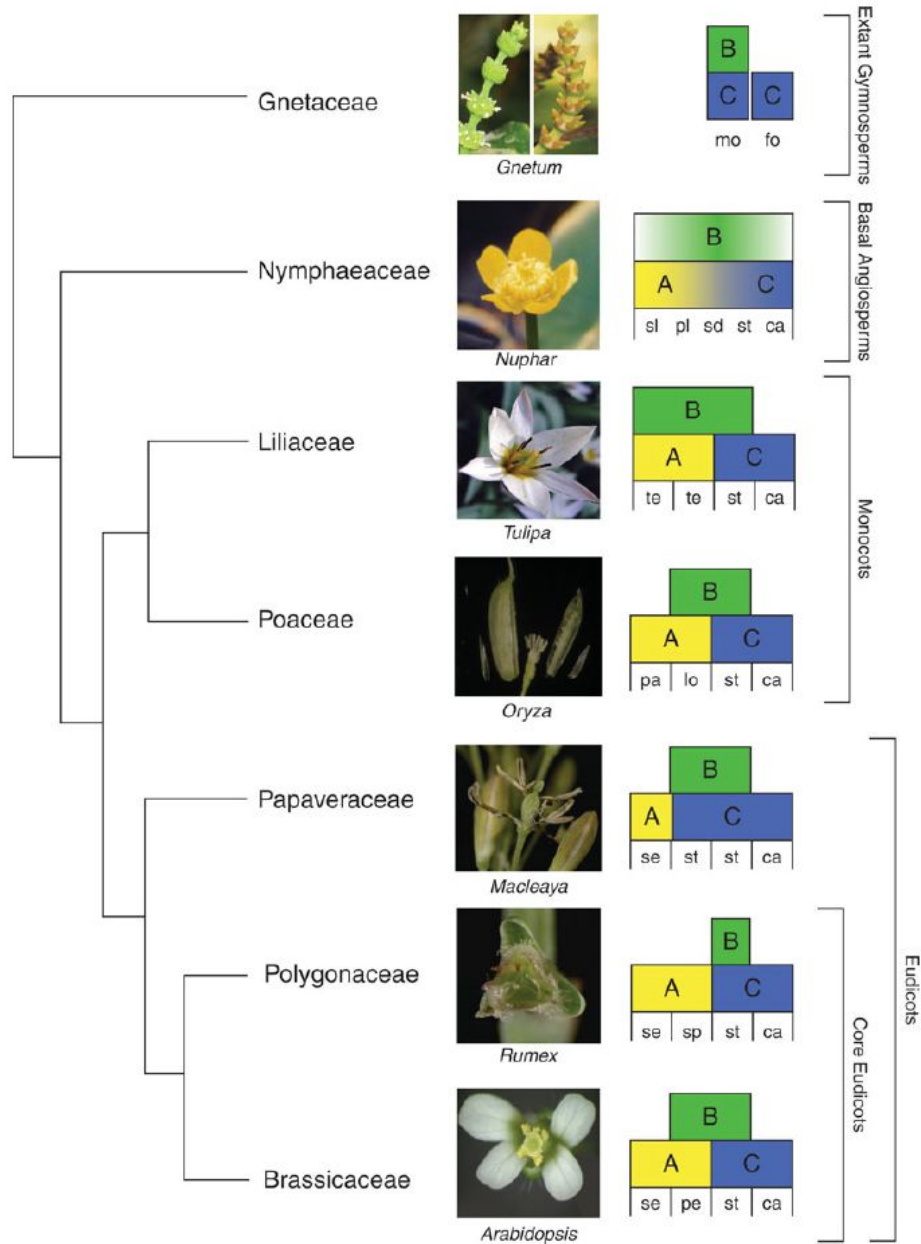 Gnetaceae
Gnetum
B
C C
mo fo
Extant Gymnosperms
Nymphaeaceae
Nuphar
B
A C
sl pl sd st ca
Basal Angiosperms
Liliaceae
Tulipa
B
A C
te te st ca
Poaceae
Oryza
B
A C
pa lo st ca
Monocots
Papaveraceae
Macleaya
B
A C
se st st ca
Polygonaceae
Rumex
B
A C
se sp st ca
Brassicaceae
Arabidopsis
B
A C
se pe st ca
Core Eudicots
Eudicots